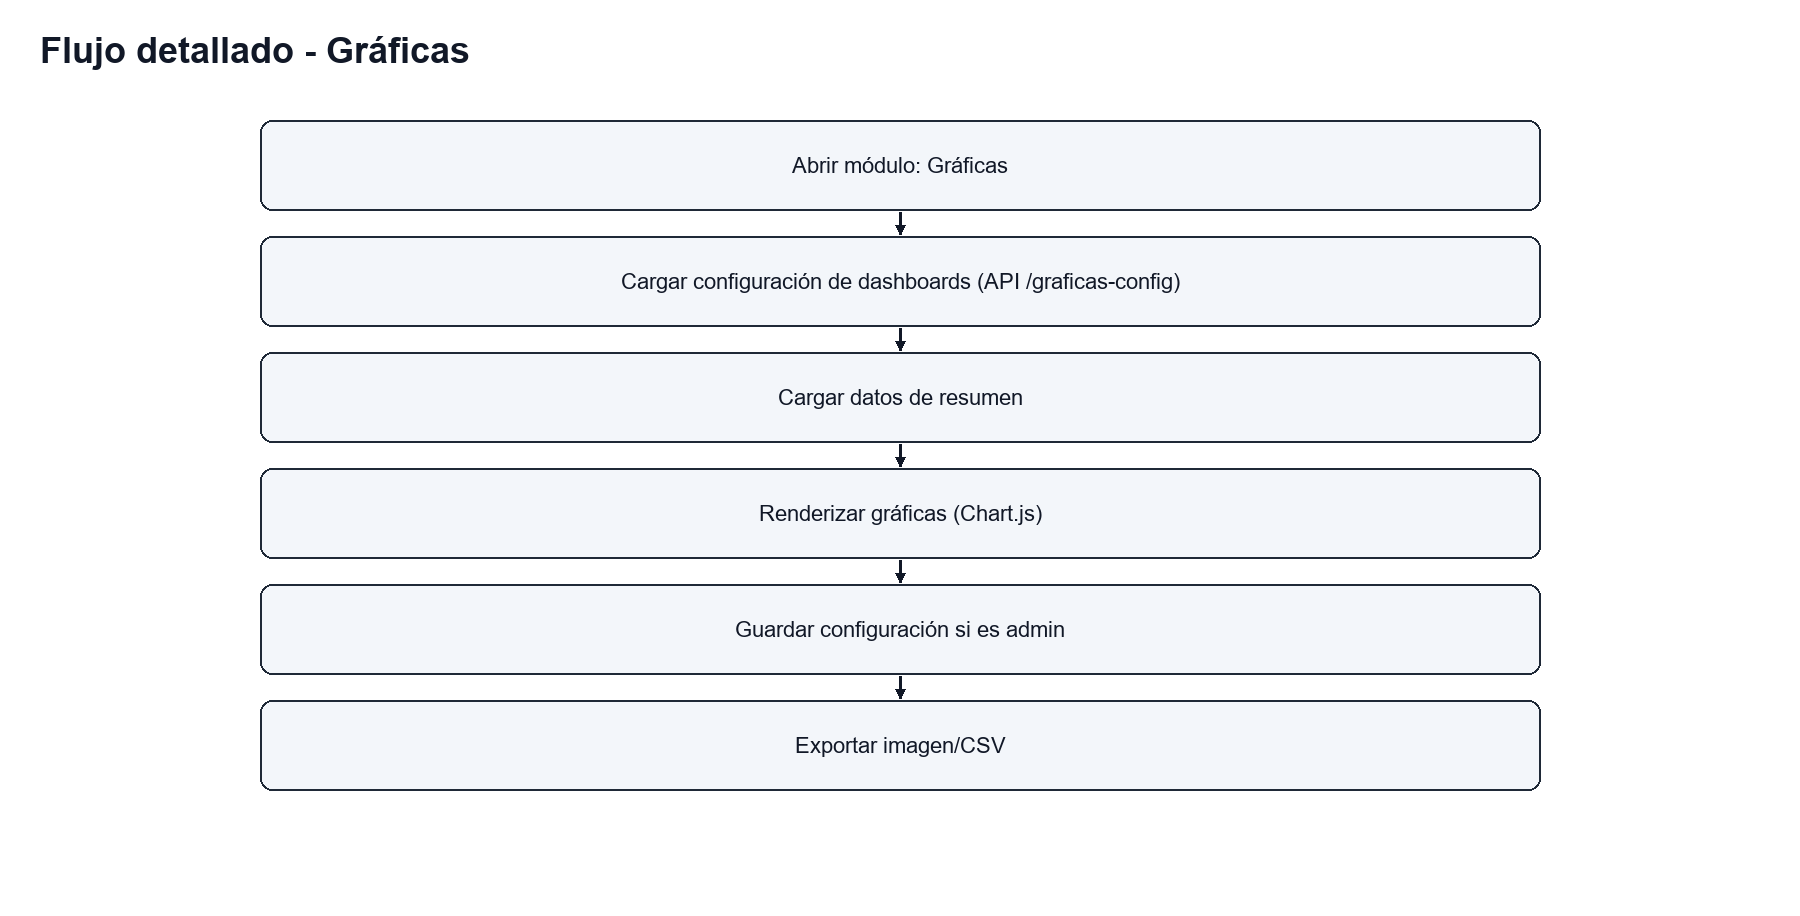 Flujo detallado - Gráficas
Abrir módulo: Gráficas
Cargar configuración de dashboards (API /graficas-config)
Cargar datos de resumen
Renderizar gráficas (Chart.js)
Guardar configuración si es admin
Exportar imagen/CSV